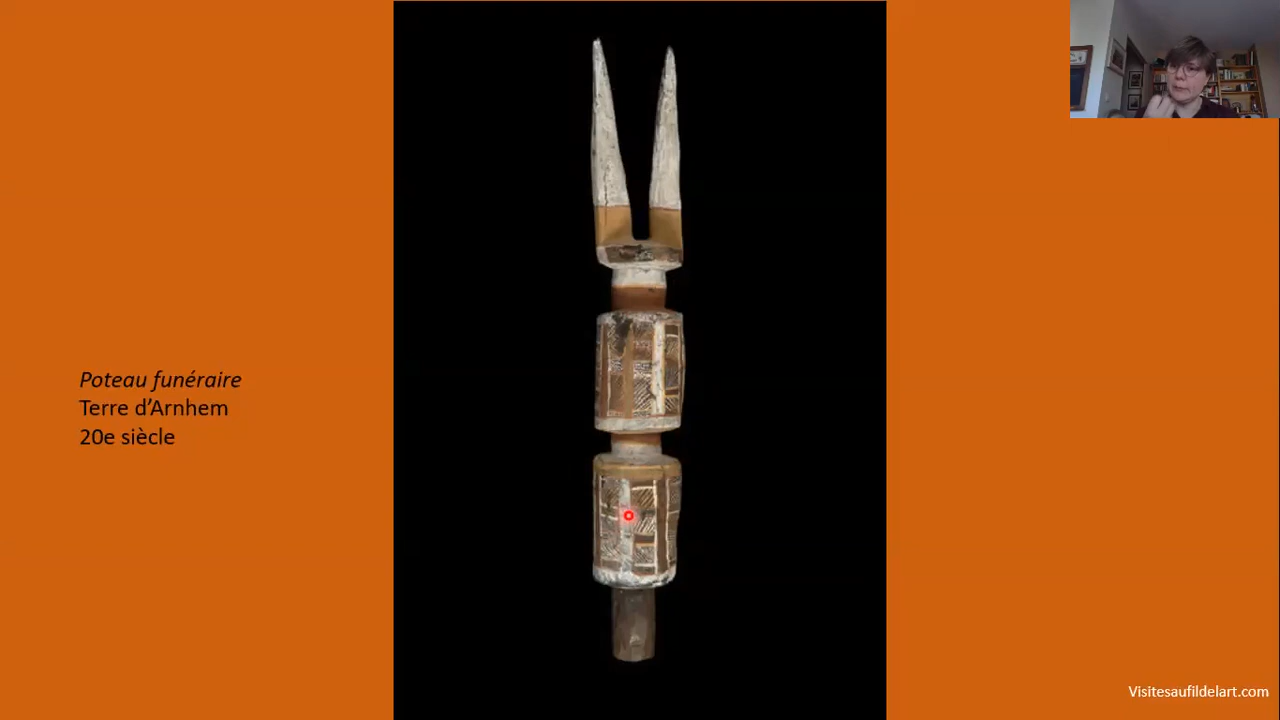 Poteau funéraire
Terre d’Arnhem
20e siècle
Visitesaufildelart.com